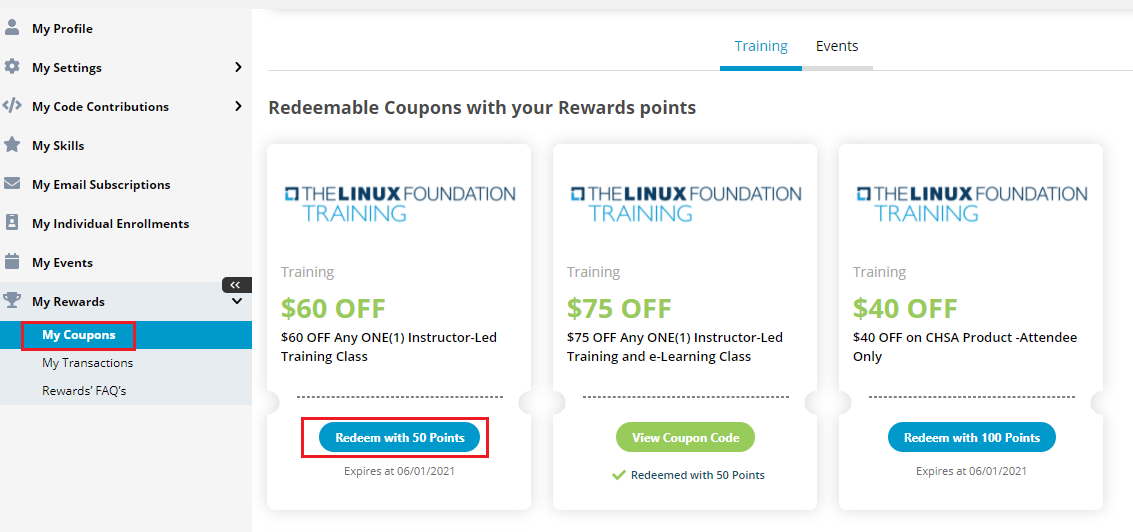 My Profile
My Settings
My Code Contributions
My Skills
My Email Subscriptions
My Individual Enrollments
My Events
My Rewards
My Coupons
My Transactions
Rewards’ FAQ’s
Training
Events
Redeemable Coupons with your Rewards points
THE LINUX FOUNDATION
TRAINING
Training
$60 OFF
$60 OFF Any ONE(1) Instructor-Led
Training Class
Redeem with 50 Points
Expires at 06/01/2021
THE LINUX FOUNDATION
TRAINING
Training
$75 OFF
$75 OFF Any ONE(1) Instructor-Led
Training and e-Learning Class
View Coupon Code
Redeemed with 50 Points
THE LINUX FOUNDATION
TRAINING
Training
$40 OFF
$40 OFF on CHSA Product -Attendee
Only
Redeem with 100 Points
Expires at 06/01/2021